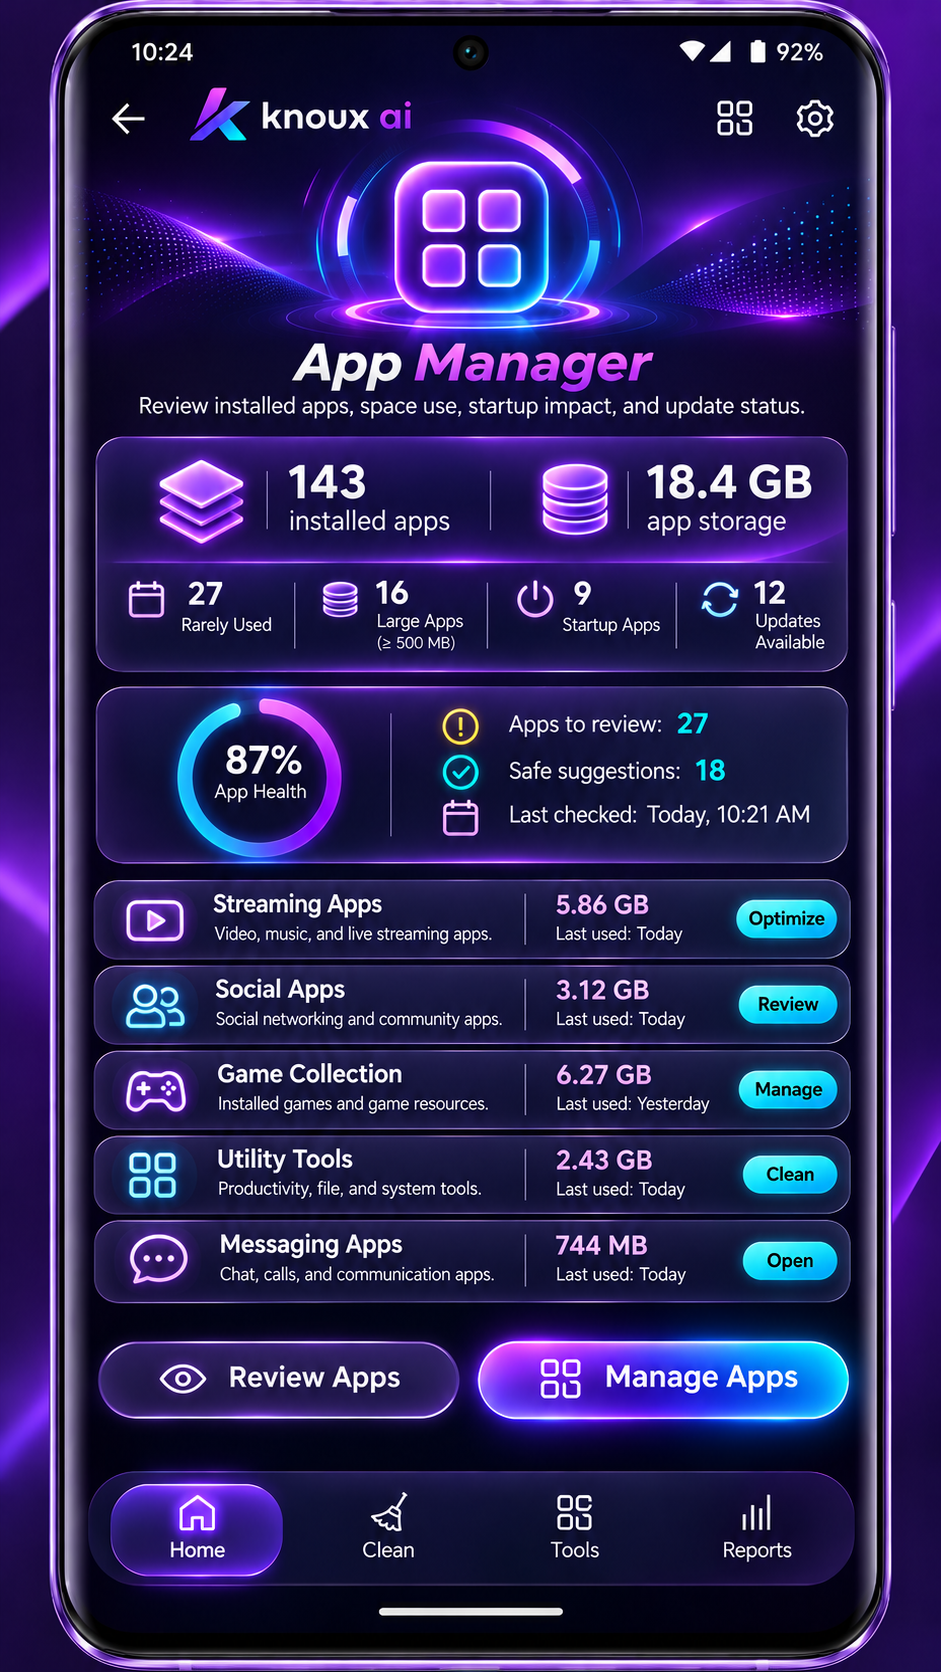 10:24
92%
knoux ai
App Manager
Review installed apps, space use, startup impact, and update status.
143
installed apps
18.4 GB
app storage
27
Rarely Used
16
Large Apps
(≥ 500 MB)
9
Startup Apps
12
Updates
Available
87%
App Health
Apps to review: 27
Safe suggestions: 18
Last checked: Today, 10:21 AM
Streaming Apps
Video, music, and live streaming apps.
5.86 GB
Last used: Today
Optimize
Social Apps
Social networking and community apps.
3.12 GB
Last used: Today
Review
Game Collection
Installed games and game resources.
6.27 GB
Last used: Yesterday
Manage
Utility Tools
Productivity, file, and system tools.
2.43 GB
Last used: Today
Clean
Messaging Apps
Chat, calls, and communication apps.
744 MB
Last used: Today
Open
Review Apps
Manage Apps
Home
Clean
Tools
Reports